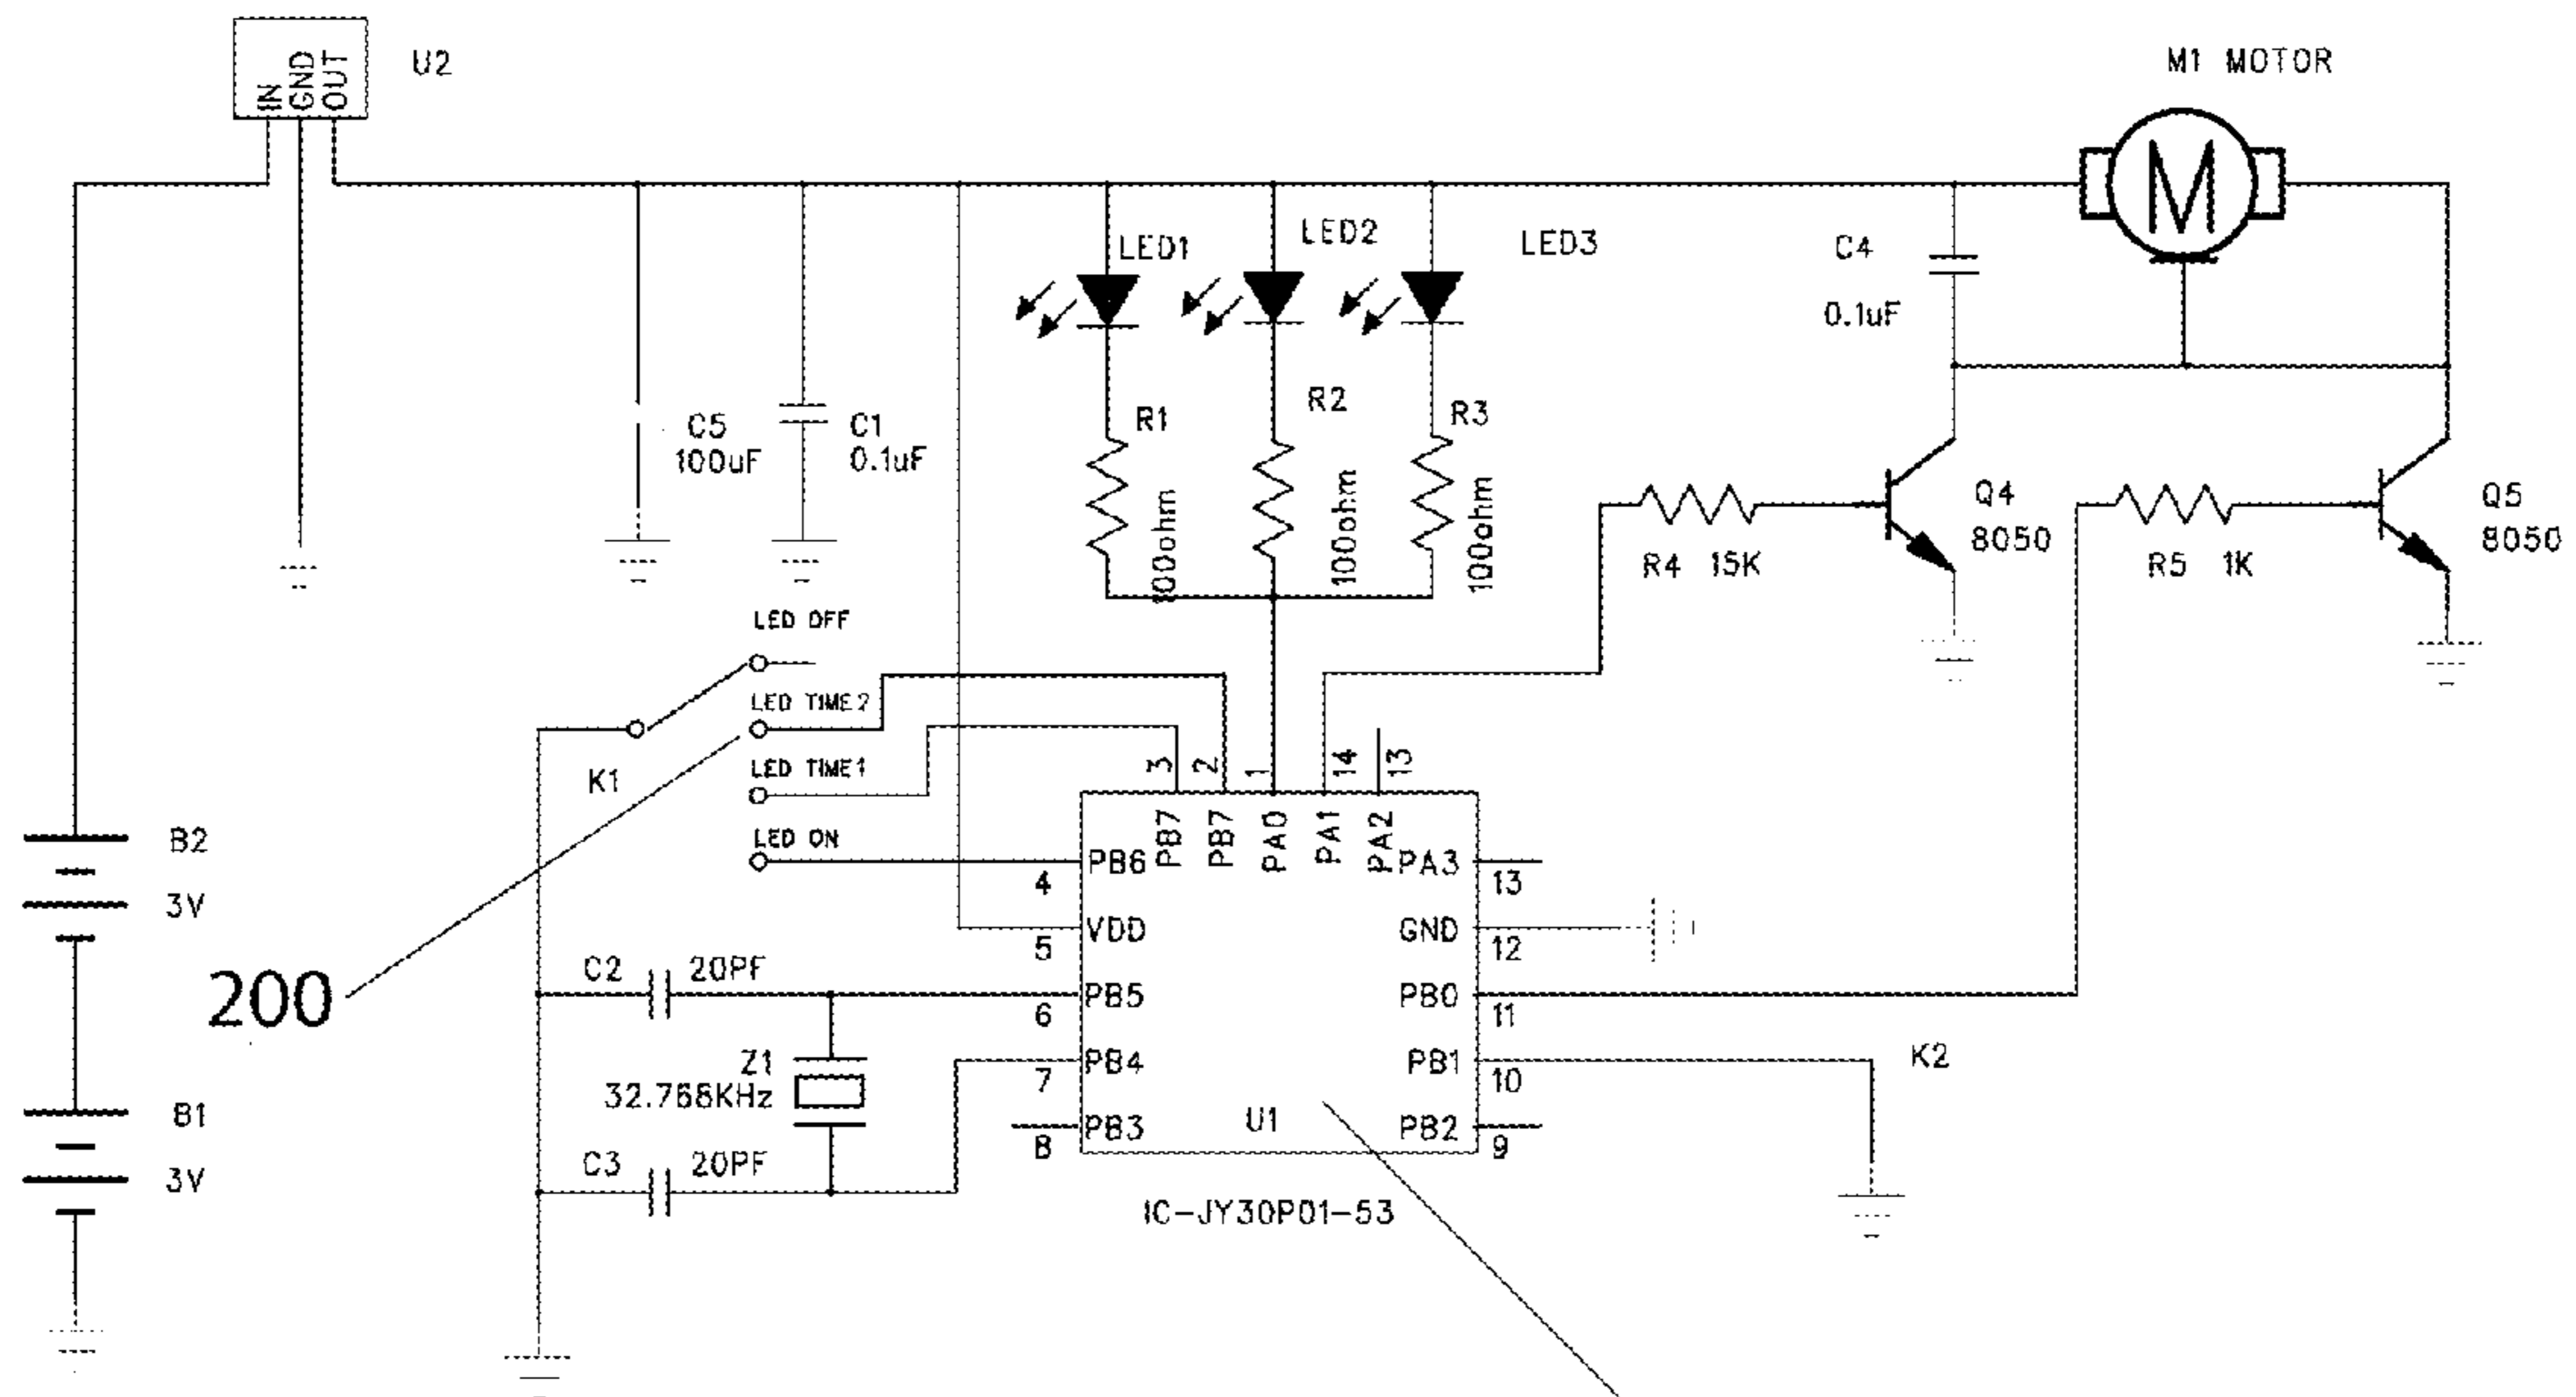 U2
IN
GND
OUT
M1 MOTOR
M
LED1
LED2
LED3
C4
0.1uF
C5
100uF
C1
0.1uF
R1
100ohm
R2
100ohm
R3
100ohm
Q4
8050
R4 15K
Q5
8050
R5 1K
LED OFF
LED TIME2
K1
LED TIME1
LED ON
3
2
1
14
13
PB7
PB7
PA0
PA1
PA2
B2
3V
200
B1
3V
PB6
4
VDD
5
PB5
6
PB4
7
PB3
8
PA3
13
GND
12
PB0
11
PB1
10
PB2
9
K2
C2 20PF
Z1
32.768KHz
C3 20PF
U1
IC-JY30P01-53